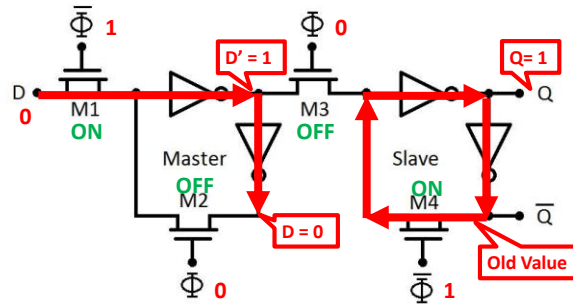 Φ̅ 1
Φ 0
D' = 1
Q= 1
D
0
M1
ON
M3
OFF
Q
Master
OFF
M2
Slave
ON
M4
Q̅
D = 0
Old Value
Φ 0
Φ̅ 1